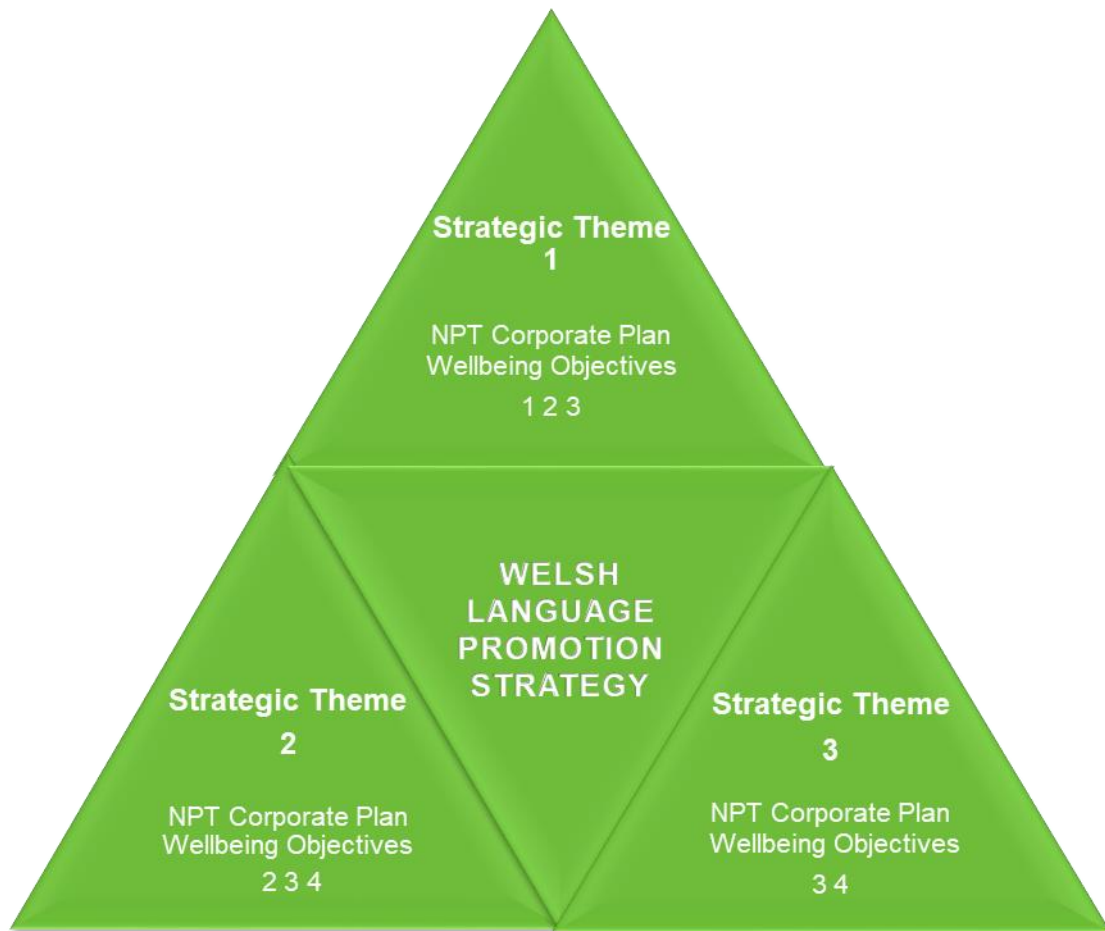 Strategic Theme
1
NPT Corporate Plan
Wellbeing Objectives
1 2 3
WELSH
LANGUAGE
PROMOTION
STRATEGY
Strategic Theme
2
NPT Corporate Plan
Wellbeing Objectives
2 3 4
Strategic Theme
3
NPT Corporate Plan
Wellbeing Objectives
3 4